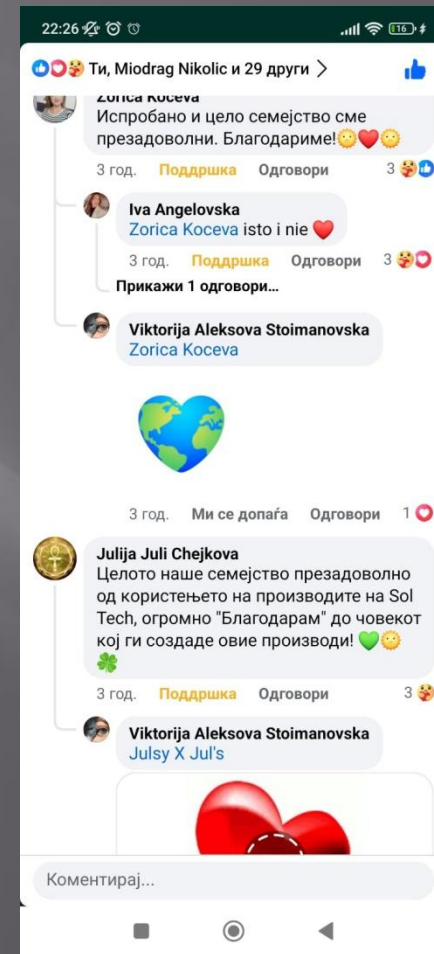 22:26
16
Ти, Miodrag Nikolic и 29 други >
Zorica Koceva
Испробано и цело семејство сме
презадоволни. Благодариме!🌝❤️🌝
3 год. Поддршка Одговори 3
Iva Angelovska
Zorica Koceva isto i nie ❤️
3 год. Поддршка Одговори 3
Прикажи 1 одговори...
Viktorija Aleksova Stoimanovska
Zorica Koceva
3 год. Ми се допаѓа Одговори 1
Julija Juli Chejkova
Целото наше семејство презадоволно
од користењето на производите на Sol
Tech, огромно "Благодарам" до човекот
кој ги создаде овие производи! 💚🌝
🍀
3 год. Поддршка Одговори 3
Viktorija Aleksova Stoimanovska
Julsy X Jul's
Коментирај...